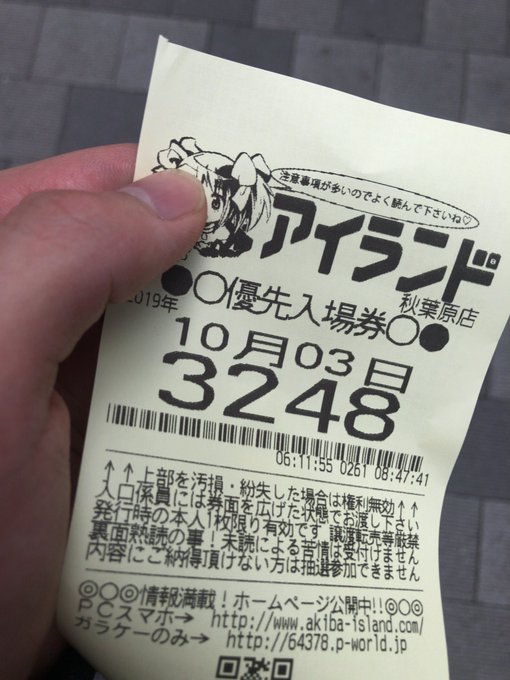 注意事項が多いのでよく読んで下さいね♡
アイランド
秋葉原店
2019年
●○優先入場券○●
10月03日
3248
06:11:55 0261 08:47:41
↑↑上部を汚損・紛失した場合は権利無効↑↑
入口係員には券面を広げた状態でお渡し下さい
発行時の本人1枚限り有効です 譲渡転売等厳禁
裏面熟読の事！未読による苦情は受付けません
内容にご納得頂けない方は抽選参加できません
◎○◎情報満載！ホームページ公開中!!◎○◎
PCスマホ→ http://www.akiba-island.com/
ガラケーのみ→ http://64378.p-world.jp